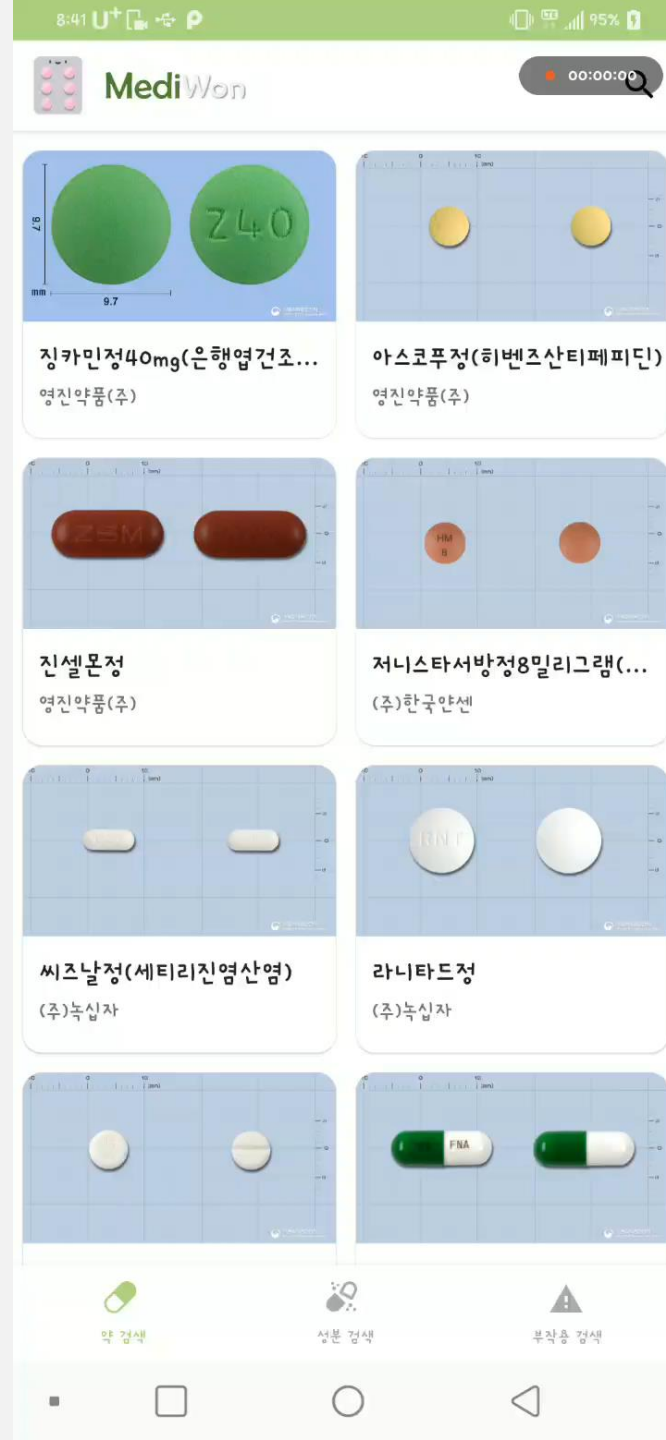 8:41 U+ 95%
MediWon
00:00:00
9.7
mm
9.7
Z40
징카민정40mg(은행엽건조...
영진약품(주)
아스코푸정(히벤즈산티페피딘)
영진약품(주)
ZSM
진셀몬정
영진약품(주)
HM
8
저니스타서방정8밀리그램(...
(주)한국얀센
씨즈날정(세티리진염산염)
(주)녹십자
RNT
라니타드정
(주)녹십자
FNA
약 검색
성분 검색
부작용 검색